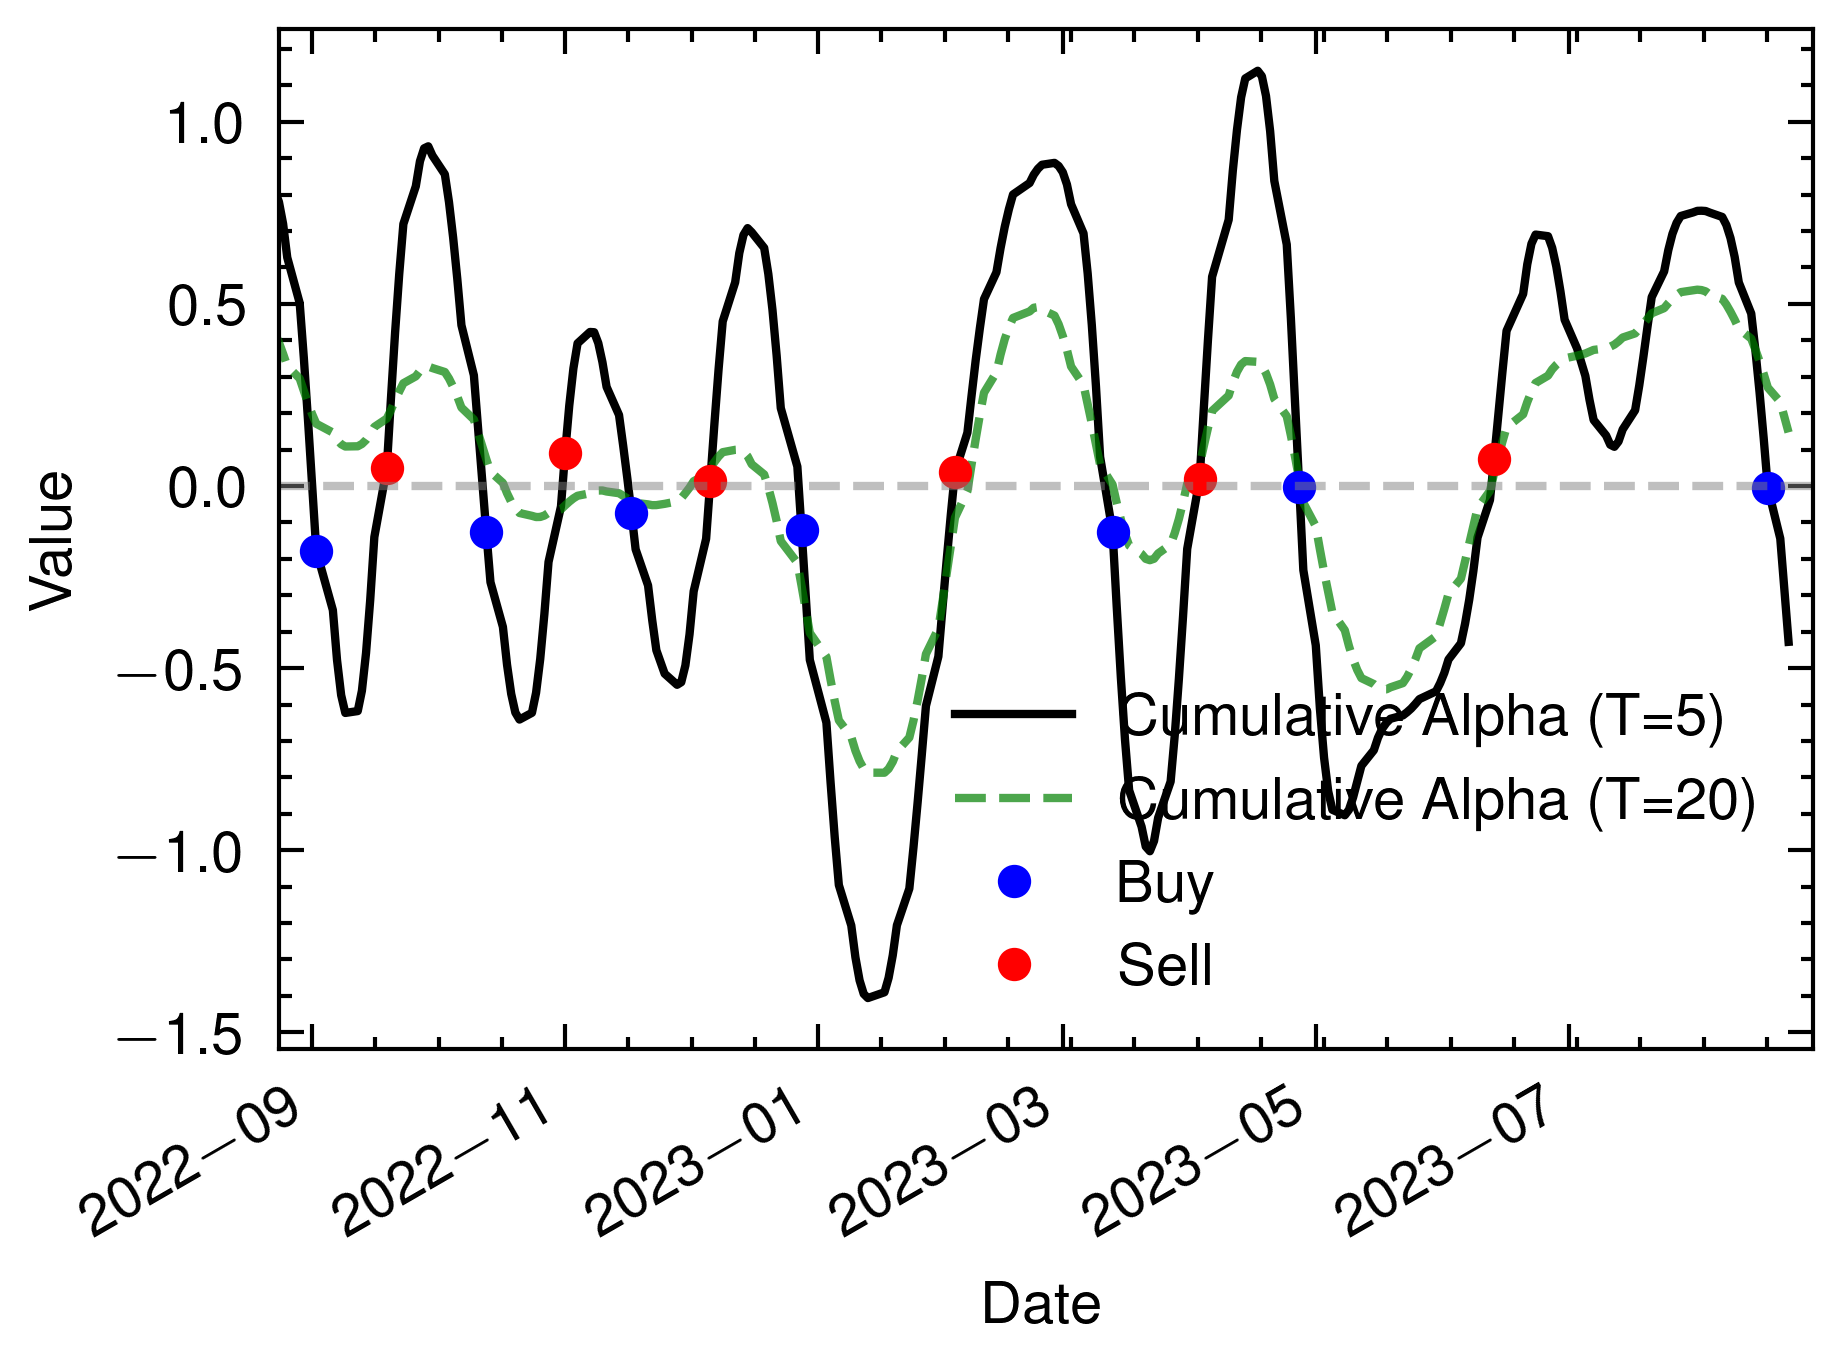 1.0
0.5
0.0
−0.5
−1.0
−1.5
Value
Cumulative Alpha (T=5)
Cumulative Alpha (T=20)
Buy
Sell
2022−09
2022−11
2023−01
2023−03
2023−05
2023−07
Date